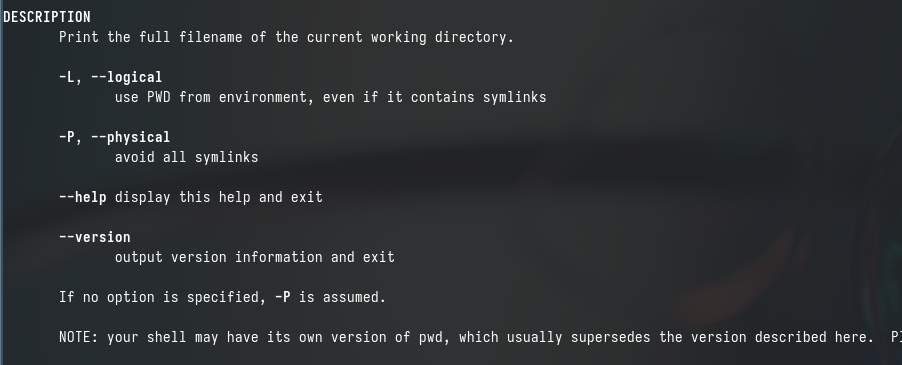 DESCRIPTION
Print the full filename of the current working directory.
-L, --logical
use PWD from environment, even if it contains symlinks
-P, --physical
avoid all symlinks
--help display this help and exit
--version
output version information and exit
If no option is specified, -P is assumed.
NOTE: your shell may have its own version of pwd, which usually supersedes the version described here.